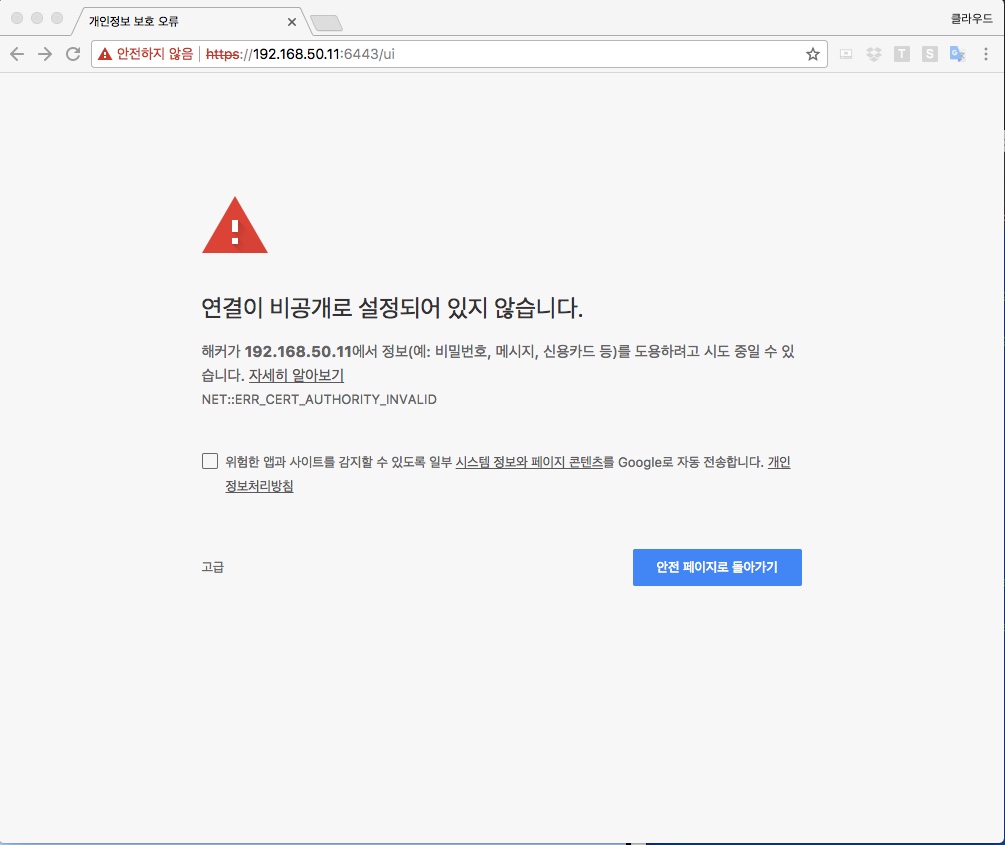 개인정보 보호 오류
클라우드
안전하지 않음
https://192.168.50.11:6443/ui
T
S
연결이 비공개로 설정되어 있지 않습니다.
해커가 192.168.50.11에서 정보(예: 비밀번호, 메시지, 신용카드 등)를 도용하려고 시도 중일 수 있
습니다. 자세히 알아보기
NET::ERR_CERT_AUTHORITY_INVALID
위험한 앱과 사이트를 감지할 수 있도록 일부 시스템 정보와 페이지 콘텐츠를 Google로 자동 전송합니다. 개인
정보처리방침
고급
안전 페이지로 돌아가기